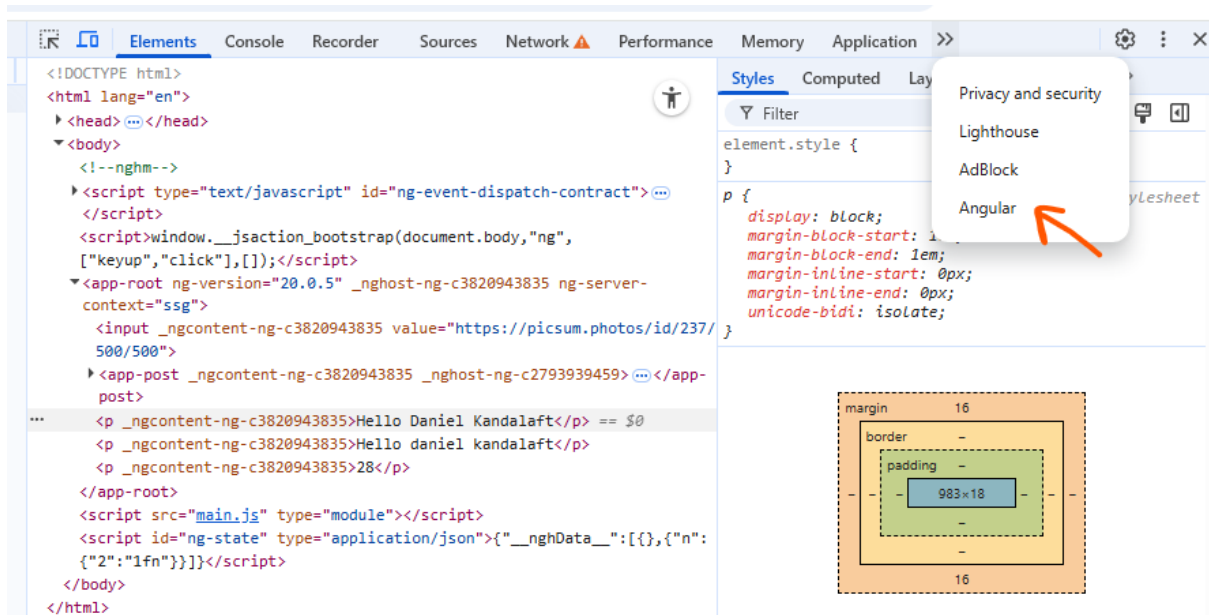 Elements Console Recorder Sources Network Performance Memory Application
<!DOCTYPE html>
<html lang="en">
<head> </head>
<body>
<!--nghm-->
<script type="text/javascript" id="ng-event-dispatch-contract">
</script>
<script>window.__jsaction_bootstrap(document.body,"ng",
["keyup","click"],[]);</script>
<app-root ng-version="20.0.5" _nghost-ng-c3820943835 ng-server-
context="ssg">
<input _ngcontent-ng-c3820943835 value="https://picsum.photos/id/237/
500/500">
<app-post _ngcontent-ng-c3820943835 _nghost-ng-c2793939459> </app-
post>
<p _ngcontent-ng-c3820943835>Hello Daniel Kandalaft</p> == $0
<p _ngcontent-ng-c3820943835>Hello daniel kandalaft</p>
<p _ngcontent-ng-c3820943835>28</p>
</app-root>
<script src="main.js" type="module"></script>
<script id="ng-state" type="application/json">{"__nghData__":[{},{"n":
{"2":"1fn"}}]}</script>
</body>
</html>
Styles Computed Lay
Filter
element.style {
}
p {
ylesheet
display: block;
margin-block-start: 1
margin-block-end: 1em;
margin-inline-start: 0px;
margin-inline-end: 0px;
unicode-bidi: isolate;
}
Privacy and security
Lighthouse
AdBlock
Angular
margin 16
border -
padding -
- - - 983×18 - - -
-
-
16